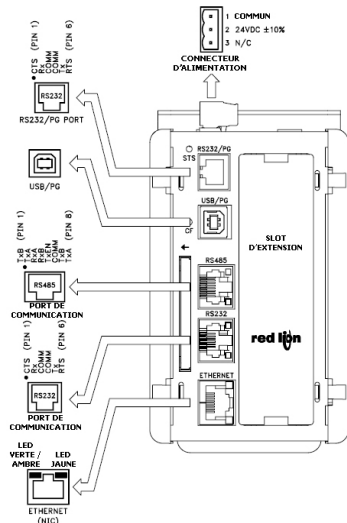 1 COMMUN
2 24VDC ±10%
3 N/C
CONNECTEUR
D'ALIMENTATION
CTS (PIN 1)
Rx
COMM
COMM
Tx
RTS (PIN 6)
RS232
RS232/PG PORT
USB/PG
STS
RS232/PG
USB/PG
CF
SLOT
D'EXTENSION
TxB (PIN 1)
TxA
RxA
RxB
TxEN
COMM
TxB
TxA (PIN 8)
RS485
PORT DE
COMMUNICATION
RS485
RS232
red lion
CTS (PIN 1)
Rx
COMM
COMM
Tx
RTS (PIN 6)
RS232
PORT DE
COMMUNICATION
ETHERNET
LED
VERTE /
AMBRE
LED
JAUNE
ETHERNET
(NIC)